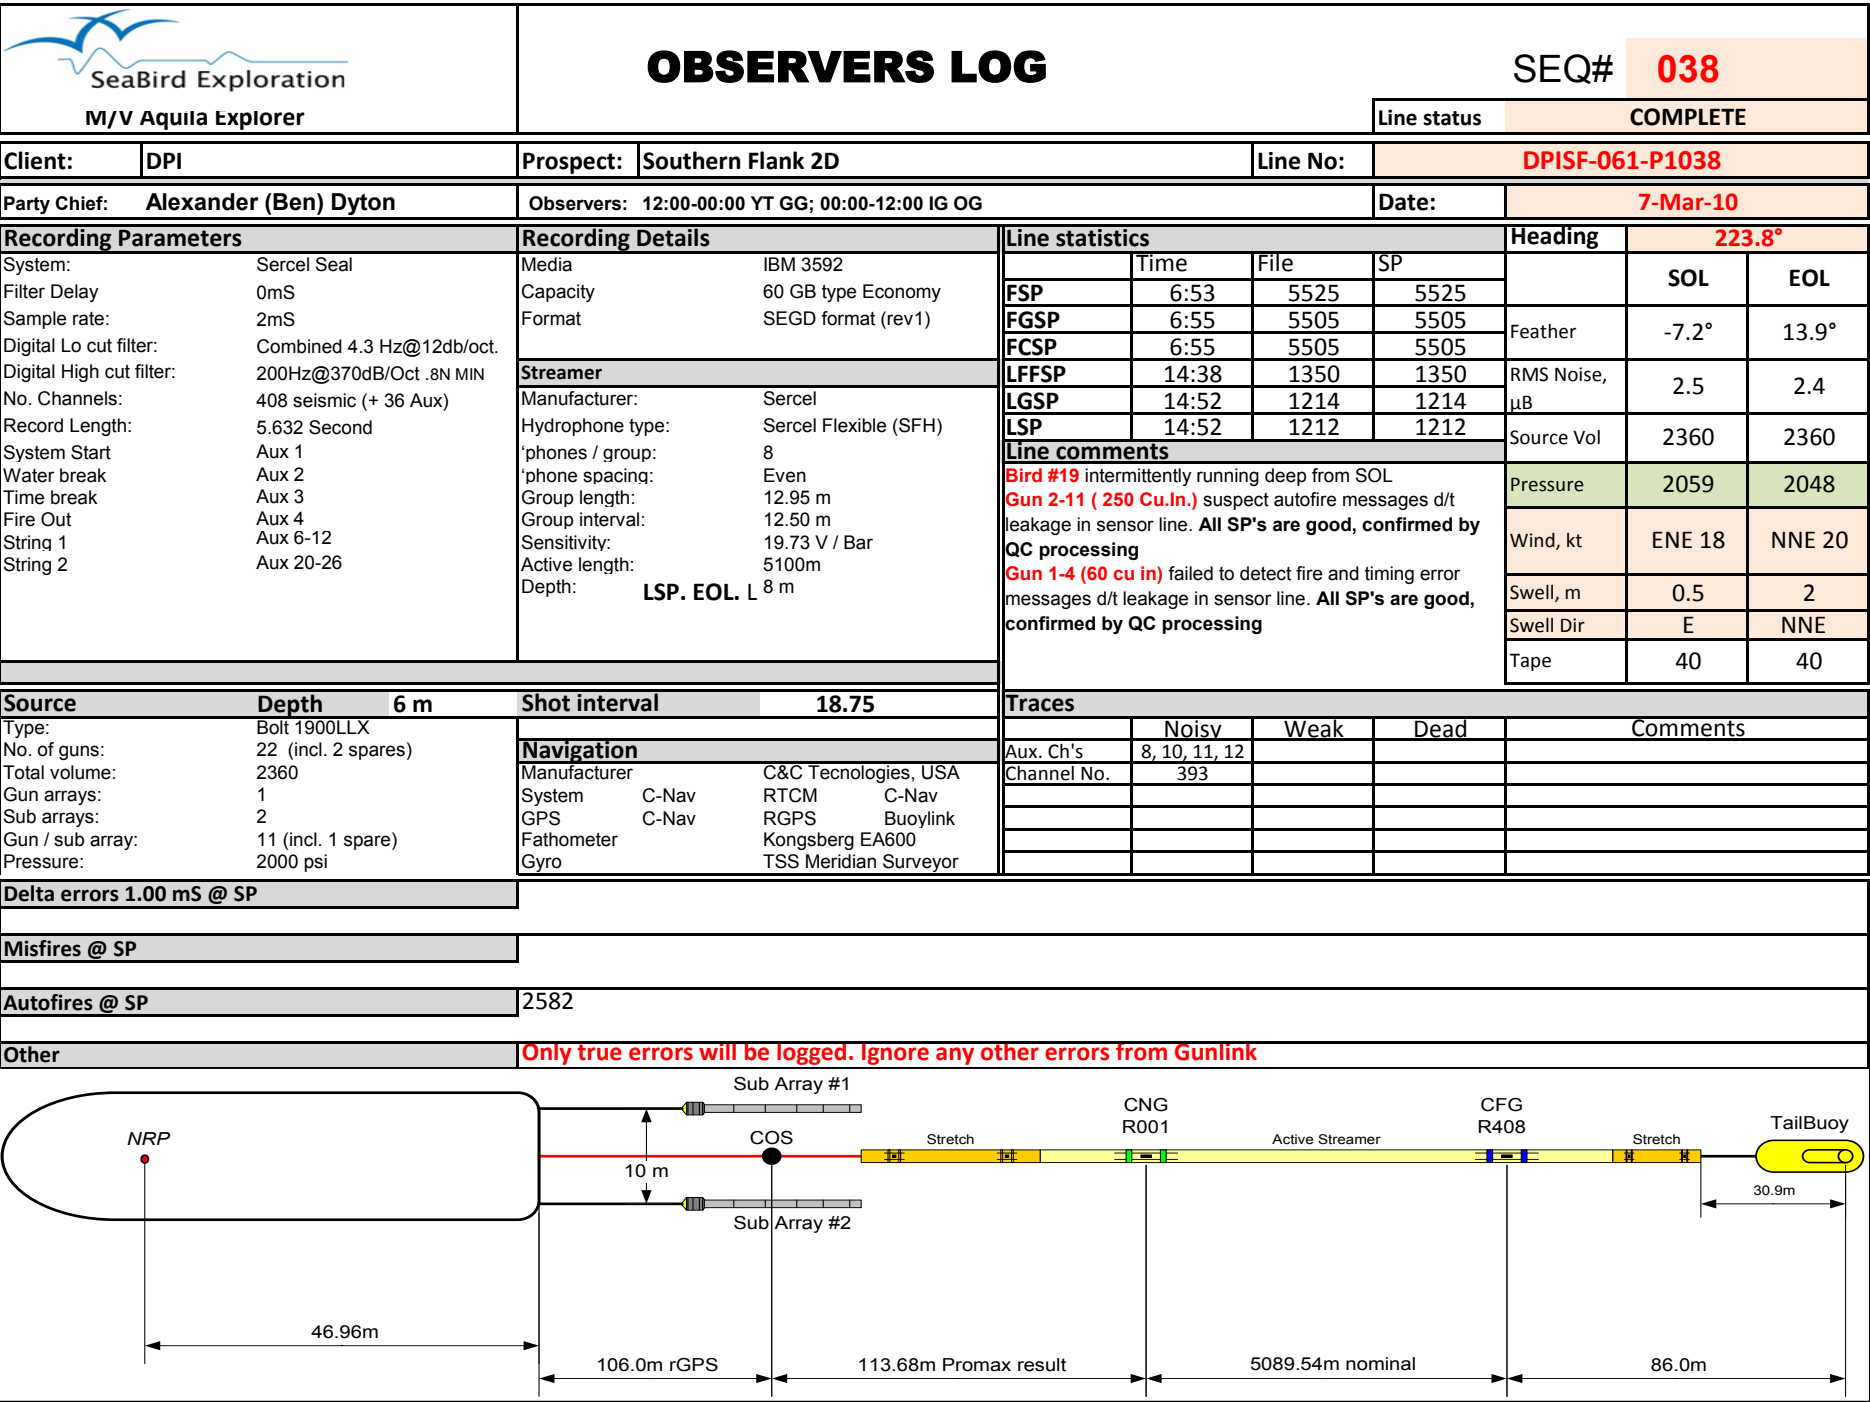 SeaBird Exploration
M/V Aquila Explorer
OBSERVERS LOG
SEQ# 038
Line status COMPLETE
Client: DPI Prospect: Southern Flank 2D Line No: DPISF-061-P1038
Party Chief: Alexander (Ben) Dyton Observers: 12:00-00:00 YT GG; 00:00-12:00 IG OG Date: 7-Mar-10
Recording Parameters
System: Sercel Seal
Filter Delay 0mS
Sample rate: 2mS
Digital Lo cut filter: Combined 4.3 Hz@12db/oct.
Digital High cut filter: 200Hz@370dB/Oct .8N MIN
No. Channels: 408 seismic (+ 36 Aux)
Record Length: 5.632 Second
System Start Aux 1
Water break Aux 2
Time break Aux 3
Fire Out Aux 4
String 1 Aux 6-12
String 2 Aux 20-26
Recording Details
Media IBM 3592
Capacity 60 GB type Economy
Format SEGD format (rev1)
Streamer
Manufacturer: Sercel
Hydrophone type: Sercel Flexible (SFH)
'phones / group: 8
'phone spacing: Even
Group length: 12.95 m
Group interval: 12.50 m
Sensitivity: 19.73 V / Bar
Active length: 5100m
Depth: LSP. EOL. L 8 m
Line statistics
Time File SP
FSP 6:53 5525 5525
FGSP 6:55 5505 5505
FCSP 6:55 5505 5505
LFFSP 14:38 1350 1350
LGSP 14:52 1214 1214
LSP 14:52 1212 1212
Line comments
Bird #19 intermittently running deep from SOL
Gun 2-11 ( 250 Cu.In.) suspect autofire messages d/t
leakage in sensor line. All SP's are good, confirmed by
QC processing
Gun 1-4 (60 cu in) failed to detect fire and timing error
messages d/t leakage in sensor line. All SP's are good,
confirmed by QC processing
Heading 223.8°
SOL EOL
Feather -7.2° 13.9°
RMS Noise,
µB 2.5 2.4
Source Vol 2360 2360
Pressure 2059 2048
Wind, kt ENE 18 NNE 20
Swell, m 0.5 2
Swell Dir E NNE
Tape 40 40
Source Depth 6 m
Type: Bolt 1900LLX
No. of guns: 22 (incl. 2 spares)
Total volume: 2360
Gun arrays: 1
Sub arrays: 2
Gun / sub array: 11 (incl. 1 spare)
Pressure: 2000 psi
Shot interval 18.75
Navigation
Manufacturer C&C Tecnologies, USA
System C-Nav RTCM C-Nav
GPS C-Nav RGPS Buoylink
Fathometer Kongsberg EA600
Gyro TSS Meridian Surveyor
Traces
Noisy Weak Dead Comments
Aux. Ch's 8, 10, 11, 12
Channel No. 393
Delta errors 1.00 mS @ SP
Misfires @ SP
Autofires @ SP 2582
Other Only true errors will be logged. Ignore any other errors from Gunlink
Sub Array #1
NRP
COS
10 m
Sub Array #2
Stretch
CNG
R001
Active Streamer
CFG
R408
Stretch
TailBuoy
30.9m
46.96m
106.0m rGPS
113.68m Promax result
5089.54m nominal
86.0m